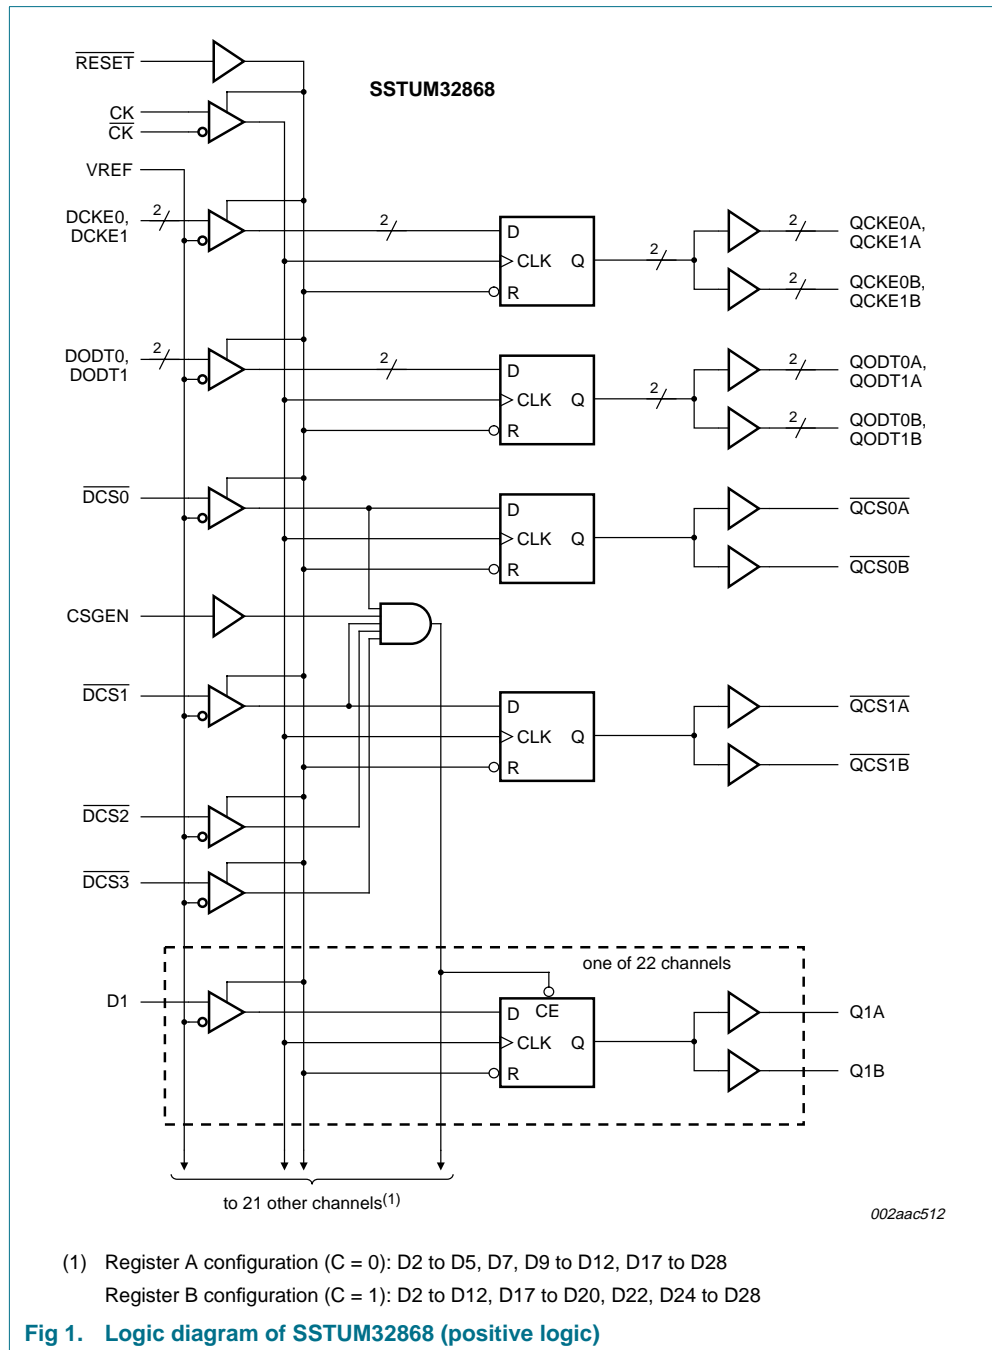 RESET
SSTUM32868
CK
CK
VREF
DCKE0,
DCKE1
2
2
D
CLK Q
R
2
2
QCKE0A,
QCKE1A
2
QCKE0B,
QCKE1B
DODT0,
DODT1
2
2
D
CLK Q
R
2
2
QODT0A,
QODT1A
2
QODT0B,
QODT1B
DCS0
D
CLK Q
R
QCS0A
QCS0B
CSGEN
DCS1
D
CLK Q
R
QCS1A
QCS1B
DCS2
DCS3
one of 22 channels
D1
D CE
CLK Q
R
Q1A
Q1B
to 21 other channels(1)
002aac512
(1) Register A configuration (C = 0): D2 to D5, D7, D9 to D12, D17 to D28
Register B configuration (C = 1): D2 to D12, D17 to D20, D22, D24 to D28
Fig 1. Logic diagram of SSTUM32868 (positive logic)